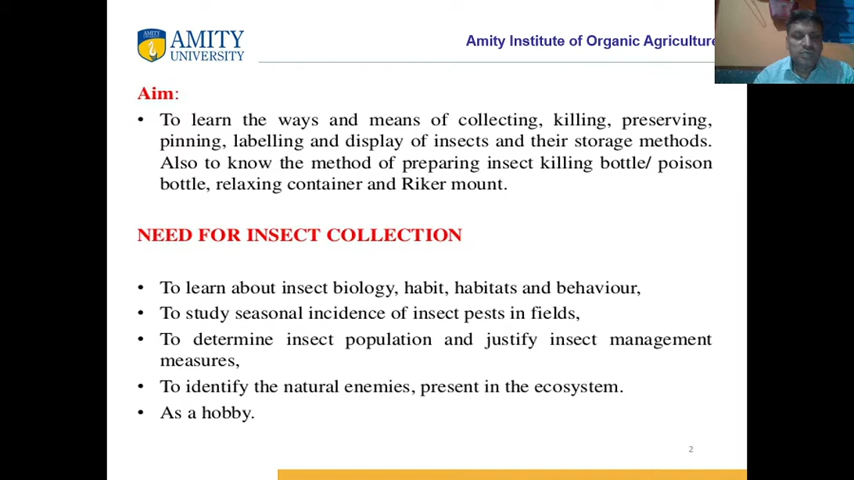 AMITY
UNIVERSITY
Amity Institute of Organic Agriculture
Aim:
• To learn the ways and means of collecting, killing, preserving,
pinning, labelling and display of insects and their storage methods.
Also to know the method of preparing insect killing bottle/ poison
bottle, relaxing container and Riker mount.
NEED FOR INSECT COLLECTION
• To learn about insect biology, habit, habitats and behaviour,
• To study seasonal incidence of insect pests in fields,
• To determine insect population and justify insect management
measures,
• To identify the natural enemies, present in the ecosystem.
• As a hobby.
2